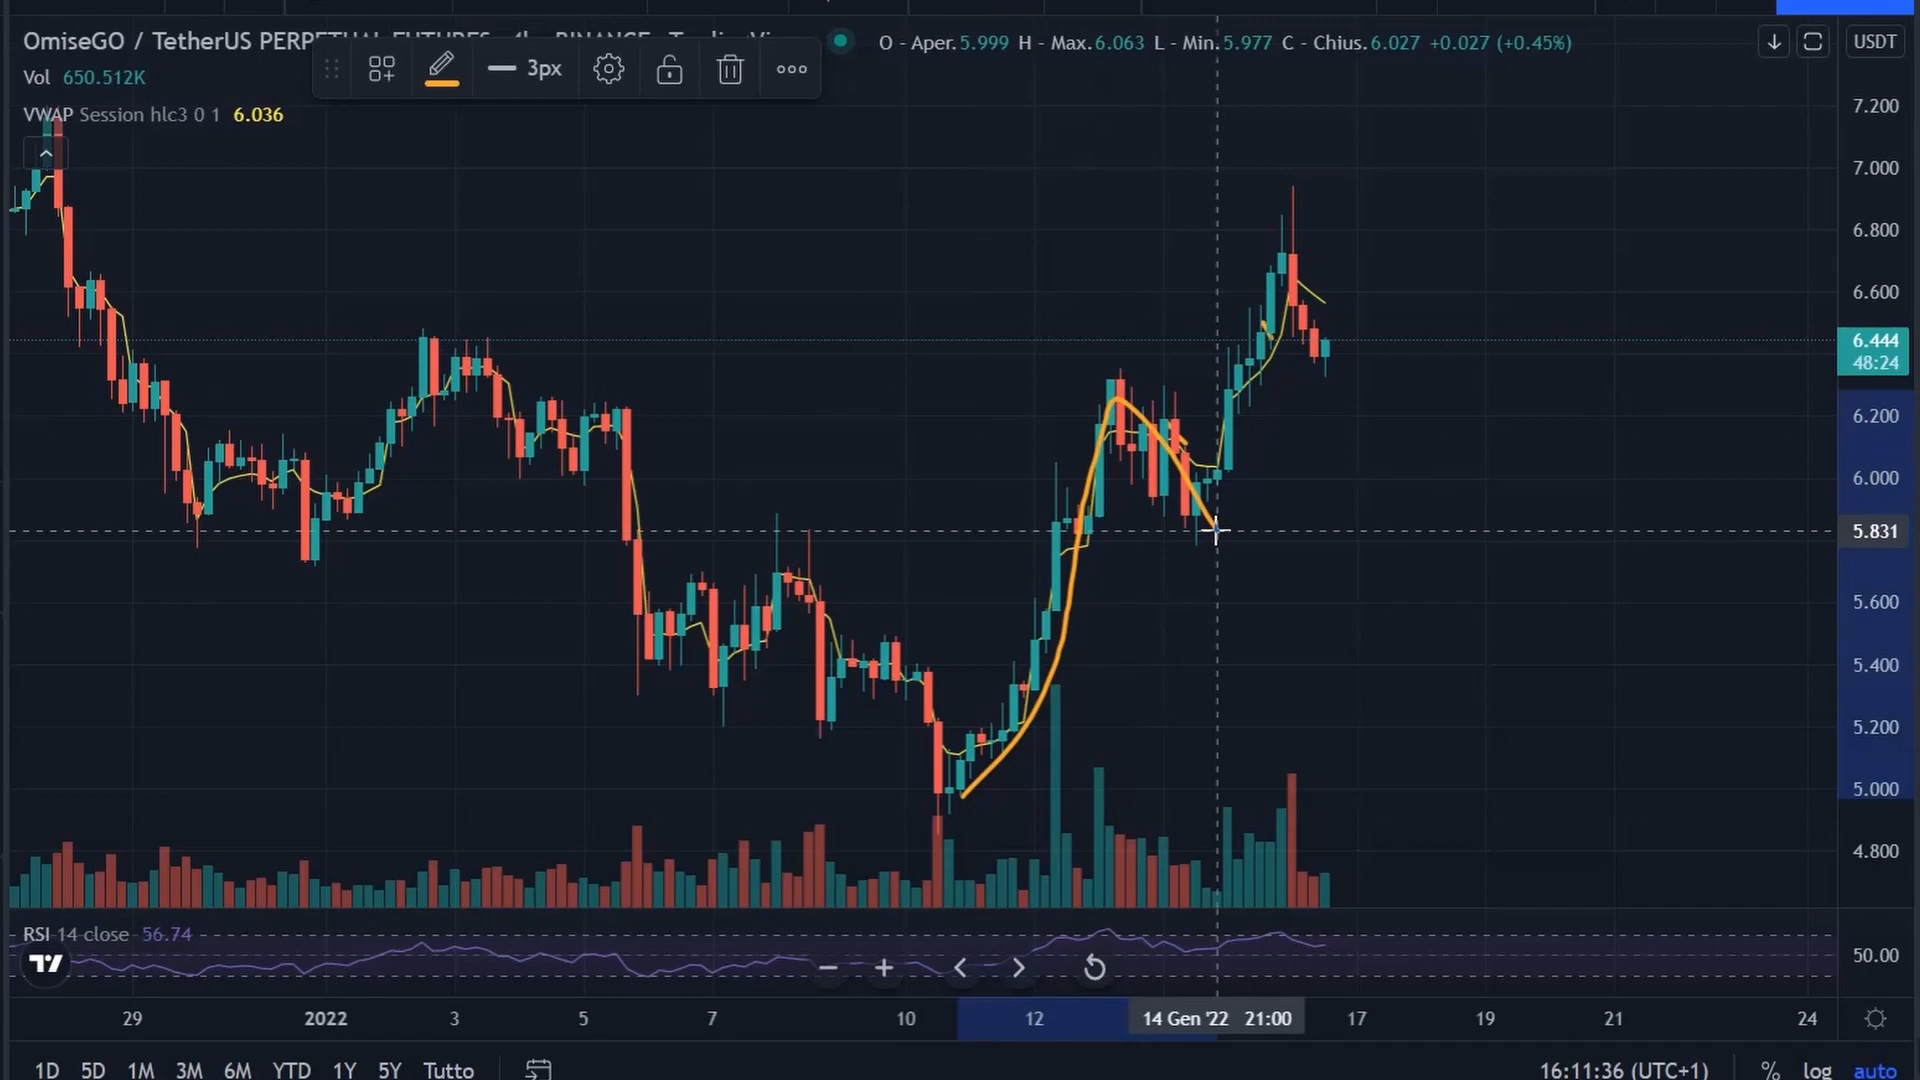 OmiseGO / TetherUS PERPETUAL FUTURES
O - Aper.5.999 H - Max.6.063 L - Min.5.977 C - Chius.6.027 +0.027 (+0.45%)
USDT
3px
Vol 650.512K
VWAP Session hlc3 0 1 6.036
7.200
7.000
6.800
6.600
6.444
48:24
6.200
6.000
5.831
5.600
5.400
5.200
5.000
4.800
RSI 14 close 56.74
50.00
29 2022 3 5 7 10 12 14 Gen '22 21:00 17 19 21 24
1D 5D 1M 3M 6M YTD 1Y 5Y Tutto 16:11:36 (UTC+1) % log auto